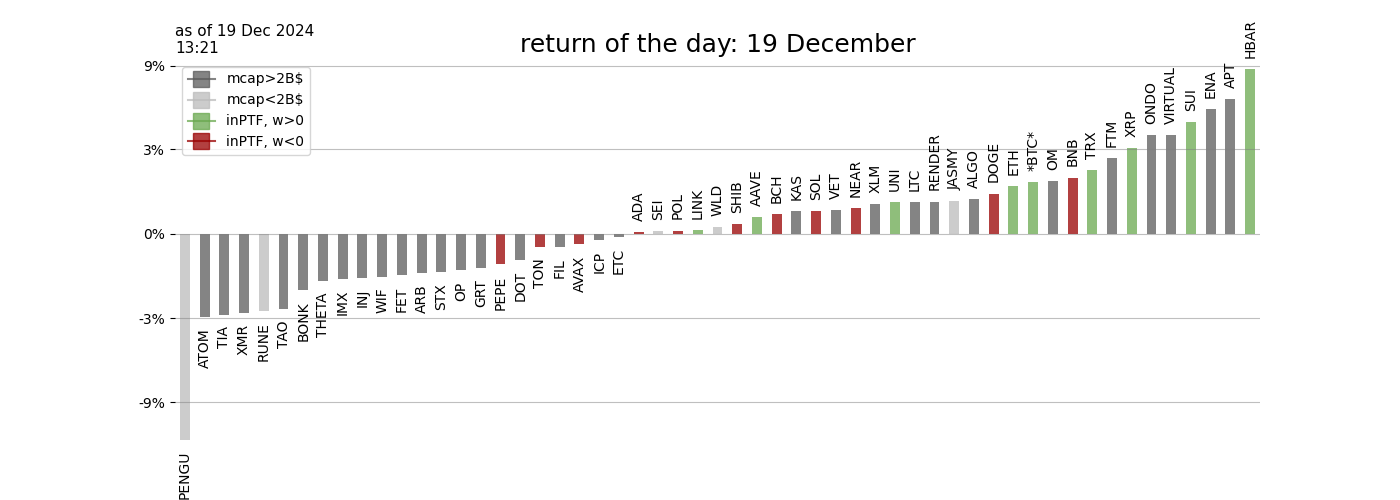 as of 19 Dec 2024
13:21
return of the day: 19 December
9%
3%
0%
-3%
-9%
mcap>2B$
mcap<2B$
inPTF, w>0
inPTF, w<0
PENGU
ATOM
TIA
XMR
RUNE
TAO
BONK
THETA
IMX
INJ
WIF
FET
ARB
STX
OP
GRT
PEPE
DOT
TON
FIL
AVAX
ICP
ETC
ADA
SEI
POL
LINK
WLD
SHIB
AAVE
BCH
KAS
SOL
VET
NEAR
XLM
UNI
LTC
RENDER
JASMY
ALGO
DOGE
ETH
*BTC*
OM
BNB
TRX
FTM
XRP
ONDO
VIRTUAL
SUI
ENA
APT
HBAR